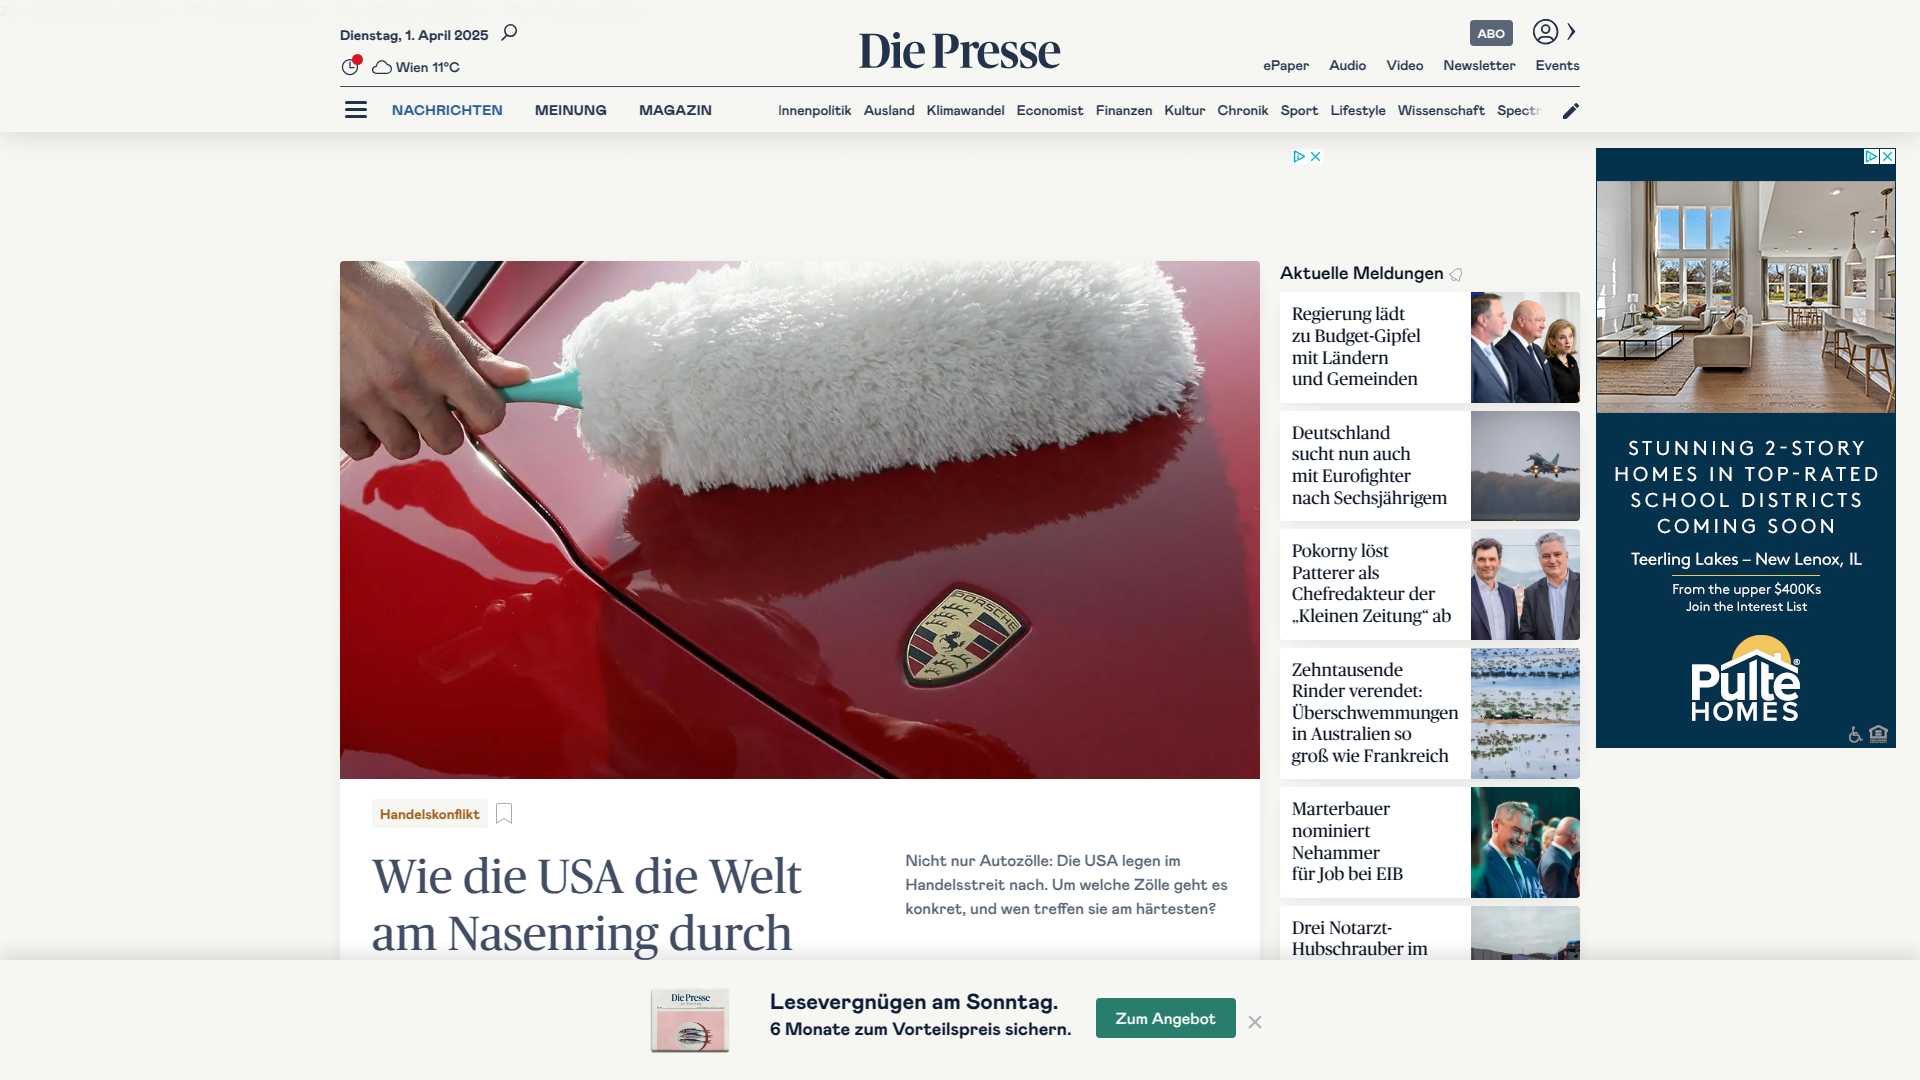 Dienstag, 1. April 2025
Wien 11°C
Die Presse
ABO
ePaper Audio Video Newsletter Events
NACHRICHTEN MEINUNG MAGAZIN
Innenpolitik Ausland Klimawandel Economist Finanzen Kultur Chronik Sport Lifestyle Wissenschaft Spectr
PORSCHE
Handelskonflikt
Wie die USA die Welt
am Nasenring durch
Nicht nur Autozölle: Die USA legen im
Handelsstreit nach. Um welche Zölle geht es
konkret, und wen treffen sie am härtesten?
Aktuelle Meldungen
Regierung lädt
zu Budget-Gipfel
mit Ländern
und Gemeinden
Deutschland
sucht nun auch
mit Eurofighter
nach Sechsjährigem
Pokorny löst
Patterer als
Chefredakteur der
„Kleinen Zeitung“ ab
Zehntausende
Rinder verendet:
Überschwemmungen
in Australien so
groß wie Frankreich
Marterbauer
nominiert
Nehammer
für Job bei EIB
Drei Notarzt-
Hubschrauber im
STUNNING 2-STORY
HOMES IN TOP-RATED
SCHOOL DISTRICTS
COMING SOON
Teerling Lakes – New Lenox, IL
From the upper $400Ks
Join the Interest List
Pulte®
HOMES
Die Presse
Lesevergnügen am Sonntag.
6 Monate zum Vorteilspreis sichern.
Zum Angebot